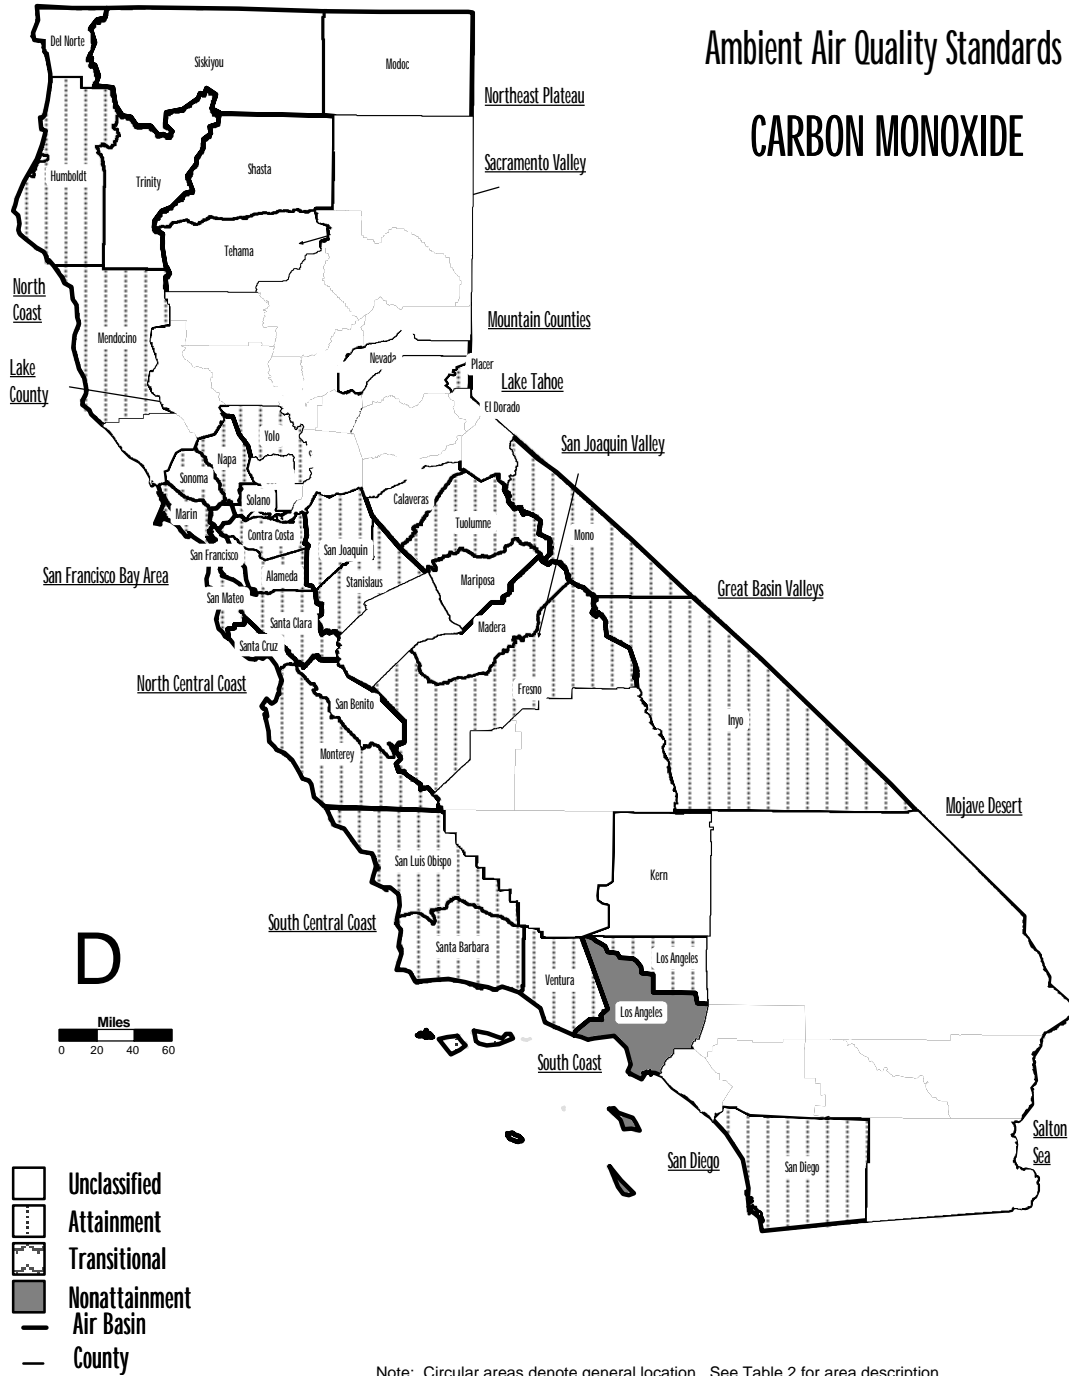 Ambient Air Quality Standards
CARBON MONOXIDE
Del Norte
Siskiyou
Modoc
Northeast Plateau
Sacramento Valley
Shasta
Humboldt
Trinity
Tehama
North
Coast
Mountain Counties
Mendocino
Nevada
Placer
Lake
County
Lake Tahoe
El Dorado
Yolo
San Joaquin Valley
Napa
Sonoma
Solano
Calaveras
Marin
Tuolumne
Mono
Contra Costa
San Francisco
San Joaquin
San Francisco Bay Area
Alameda
Stanislaus
Mariposa
Great Basin Valleys
San Mateo
Santa Clara
Madera
Santa Cruz
North Central Coast
Fresno
San Benito
Inyo
Monterey
Mojave Desert
San Luis Obispo
Kern
South Central Coast
Santa Barbara
D
Los Angeles
Ventura
Los Angeles
Miles
0 20 40 60
South Coast
San Diego
San Diego
Salton
Sea
Unclassified
Attainment
Transitional
Nonattainment
Air Basin
County
Note: Circular areas denote general location. See Table 2 for area description